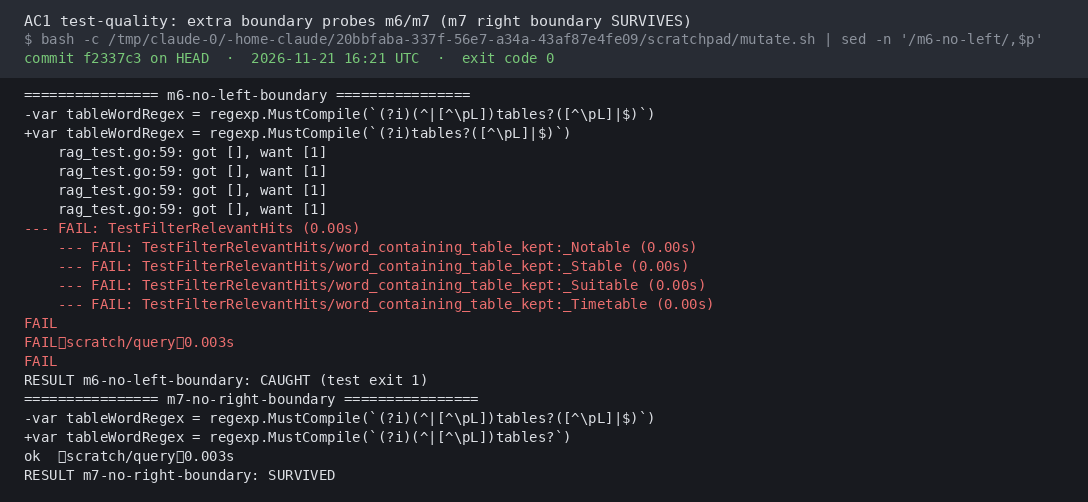 AC1 test-quality: extra boundary probes m6/m7 (m7 right boundary SURVIVES)
$ bash -c /tmp/claude-0/-home-claude/20bbfaba-337f-56e7-a34a-43af87e4fe09/scratchpad/mutate.sh | sed -n '/m6-no-left/,$p'
commit f2337c3 on HEAD · 2026-11-21 16:21 UTC · exit code 0
================ m6-no-left-boundary ================
-var tableWordRegex = regexp.MustCompile(`(?i)(^|[^\pL])tables?([^\pL]|$)`)
+var tableWordRegex = regexp.MustCompile(`(?i)tables?([^\pL]|$)`)
    rag_test.go:59: got [], want [1]
    rag_test.go:59: got [], want [1]
    rag_test.go:59: got [], want [1]
    rag_test.go:59: got [], want [1]
--- FAIL: TestFilterRelevantHits (0.00s)
    --- FAIL: TestFilterRelevantHits/word_containing_table_kept:_Notable (0.00s)
    --- FAIL: TestFilterRelevantHits/word_containing_table_kept:_Stable (0.00s)
    --- FAIL: TestFilterRelevantHits/word_containing_table_kept:_Suitable (0.00s)
    --- FAIL: TestFilterRelevantHits/word_containing_table_kept:_Timetable (0.00s)
FAIL
FAIL▯scratch/query▯0.003s
FAIL
RESULT m6-no-left-boundary: CAUGHT (test exit 1)
================ m7-no-right-boundary ================
-var tableWordRegex = regexp.MustCompile(`(?i)(^|[^\pL])tables?([^\pL]|$)`)
+var tableWordRegex = regexp.MustCompile(`(?i)(^|[^\pL])tables?`)
ok  ▯scratch/query▯0.003s
RESULT m7-no-right-boundary: SURVIVED